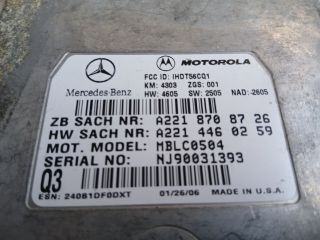 MOTOROLA
FCC ID: IHDT56CQ1
Mercedes-Benz
KM: 4303 ZGS: 001
HW: 4605 SW: 2505 NAD: -2605
ZB SACH NR: A221 870 87 26
HW SACH NR: A221 446 02 59
MOT. MODEL: MBLC0504
SERIAL NO: NJ90031393
Q3
ESN: 24081DF0DXT 01/26/06 MADE IN U.S.A.